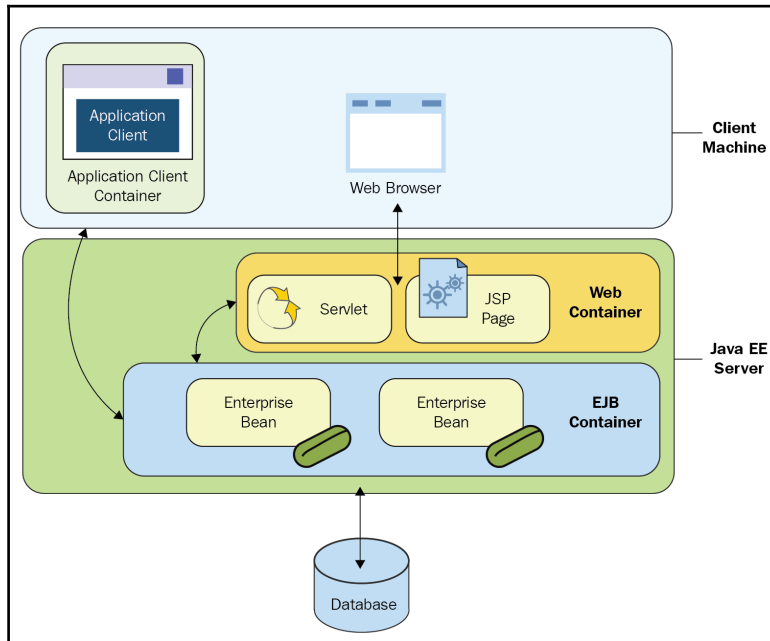 Application
Client
Application Client
Container
Web Browser
Client
Machine
Servlet
JSP
Page
Web
Container
Java EE
Server
Enterprise
Bean
Enterprise
Bean
EJB
Container
Database